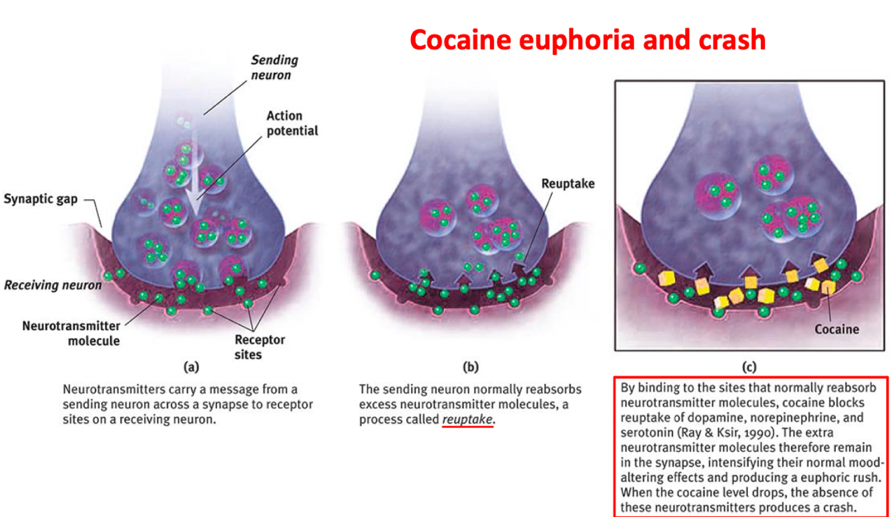 Cocaine euphoria and crash
Sending
neuron
Action
potential
Synaptic gap
Receiving neuron
Neurotransmitter
molecule
Receptor
sites
(a)
Neurotransmitters carry a message from a
sending neuron across a synapse to receptor
sites on a receiving neuron.
Reuptake
(b)
The sending neuron normally reabsorbs
excess neurotransmitter molecules, a
process called reuptake.
Cocaine
(c)
By binding to the sites that normally reabsorb
neurotransmitter molecules, cocaine blocks
reuptake of dopamine, norepinephrine, and
serotonin (Ray & Ksir, 1990). The extra
neurotransmitter molecules therefore remain
in the synapse, intensifying their normal mood-
altering effects and producing a euphoric rush.
When the cocaine level drops, the absence of
these neurotransmitters produces a crash.